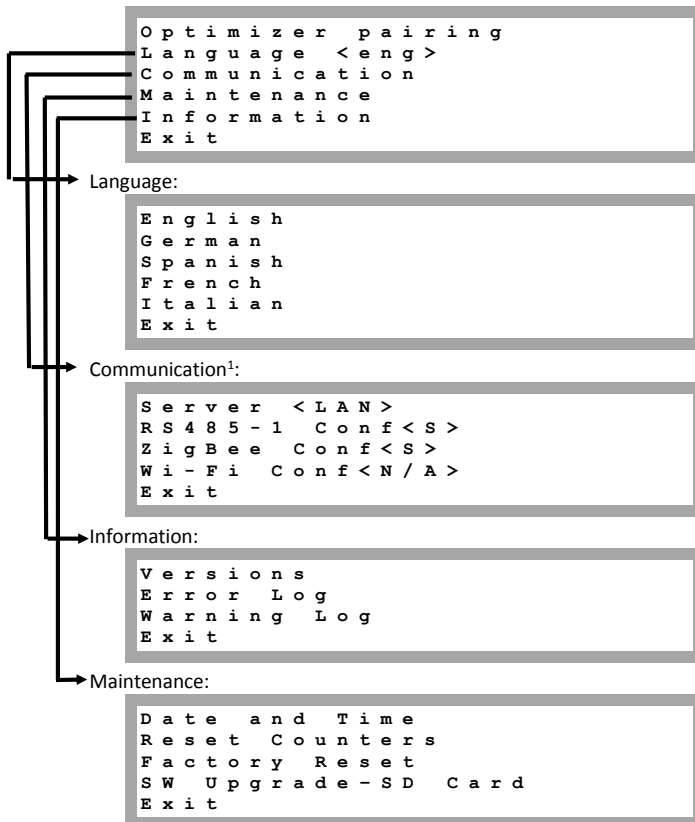 Optimizer pairing
Language <eng>
Communication
Maintenance
Information
Exit
Language:
English
German
Spanish
French
Italian
Exit
Communication1:
Server <LAN>
RS485-1 Conf<S>
ZigBee Conf<S>
Wi-Fi Conf<N/A>
Exit
Information:
Versions
Error Log
Warning Log
Exit
Maintenance:
Date and Time
Reset Counters
Factory Reset
SW Upgrade-SD Card
Exit